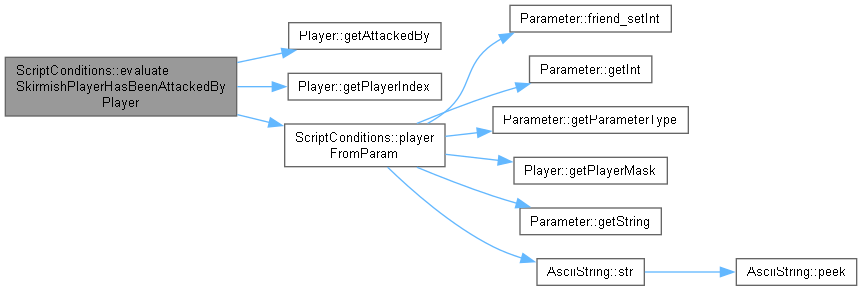 ScriptConditions::evaluate
SkirmishPlayerHasBeenAttackedBy
Player
Player::getAttackedBy
Player::getPlayerIndex
ScriptConditions::player
FromParam
Parameter::friend_setInt
Parameter::getInt
Parameter::getParameterType
Player::getPlayerMask
Parameter::getString
AsciiString::str
AsciiString::peek